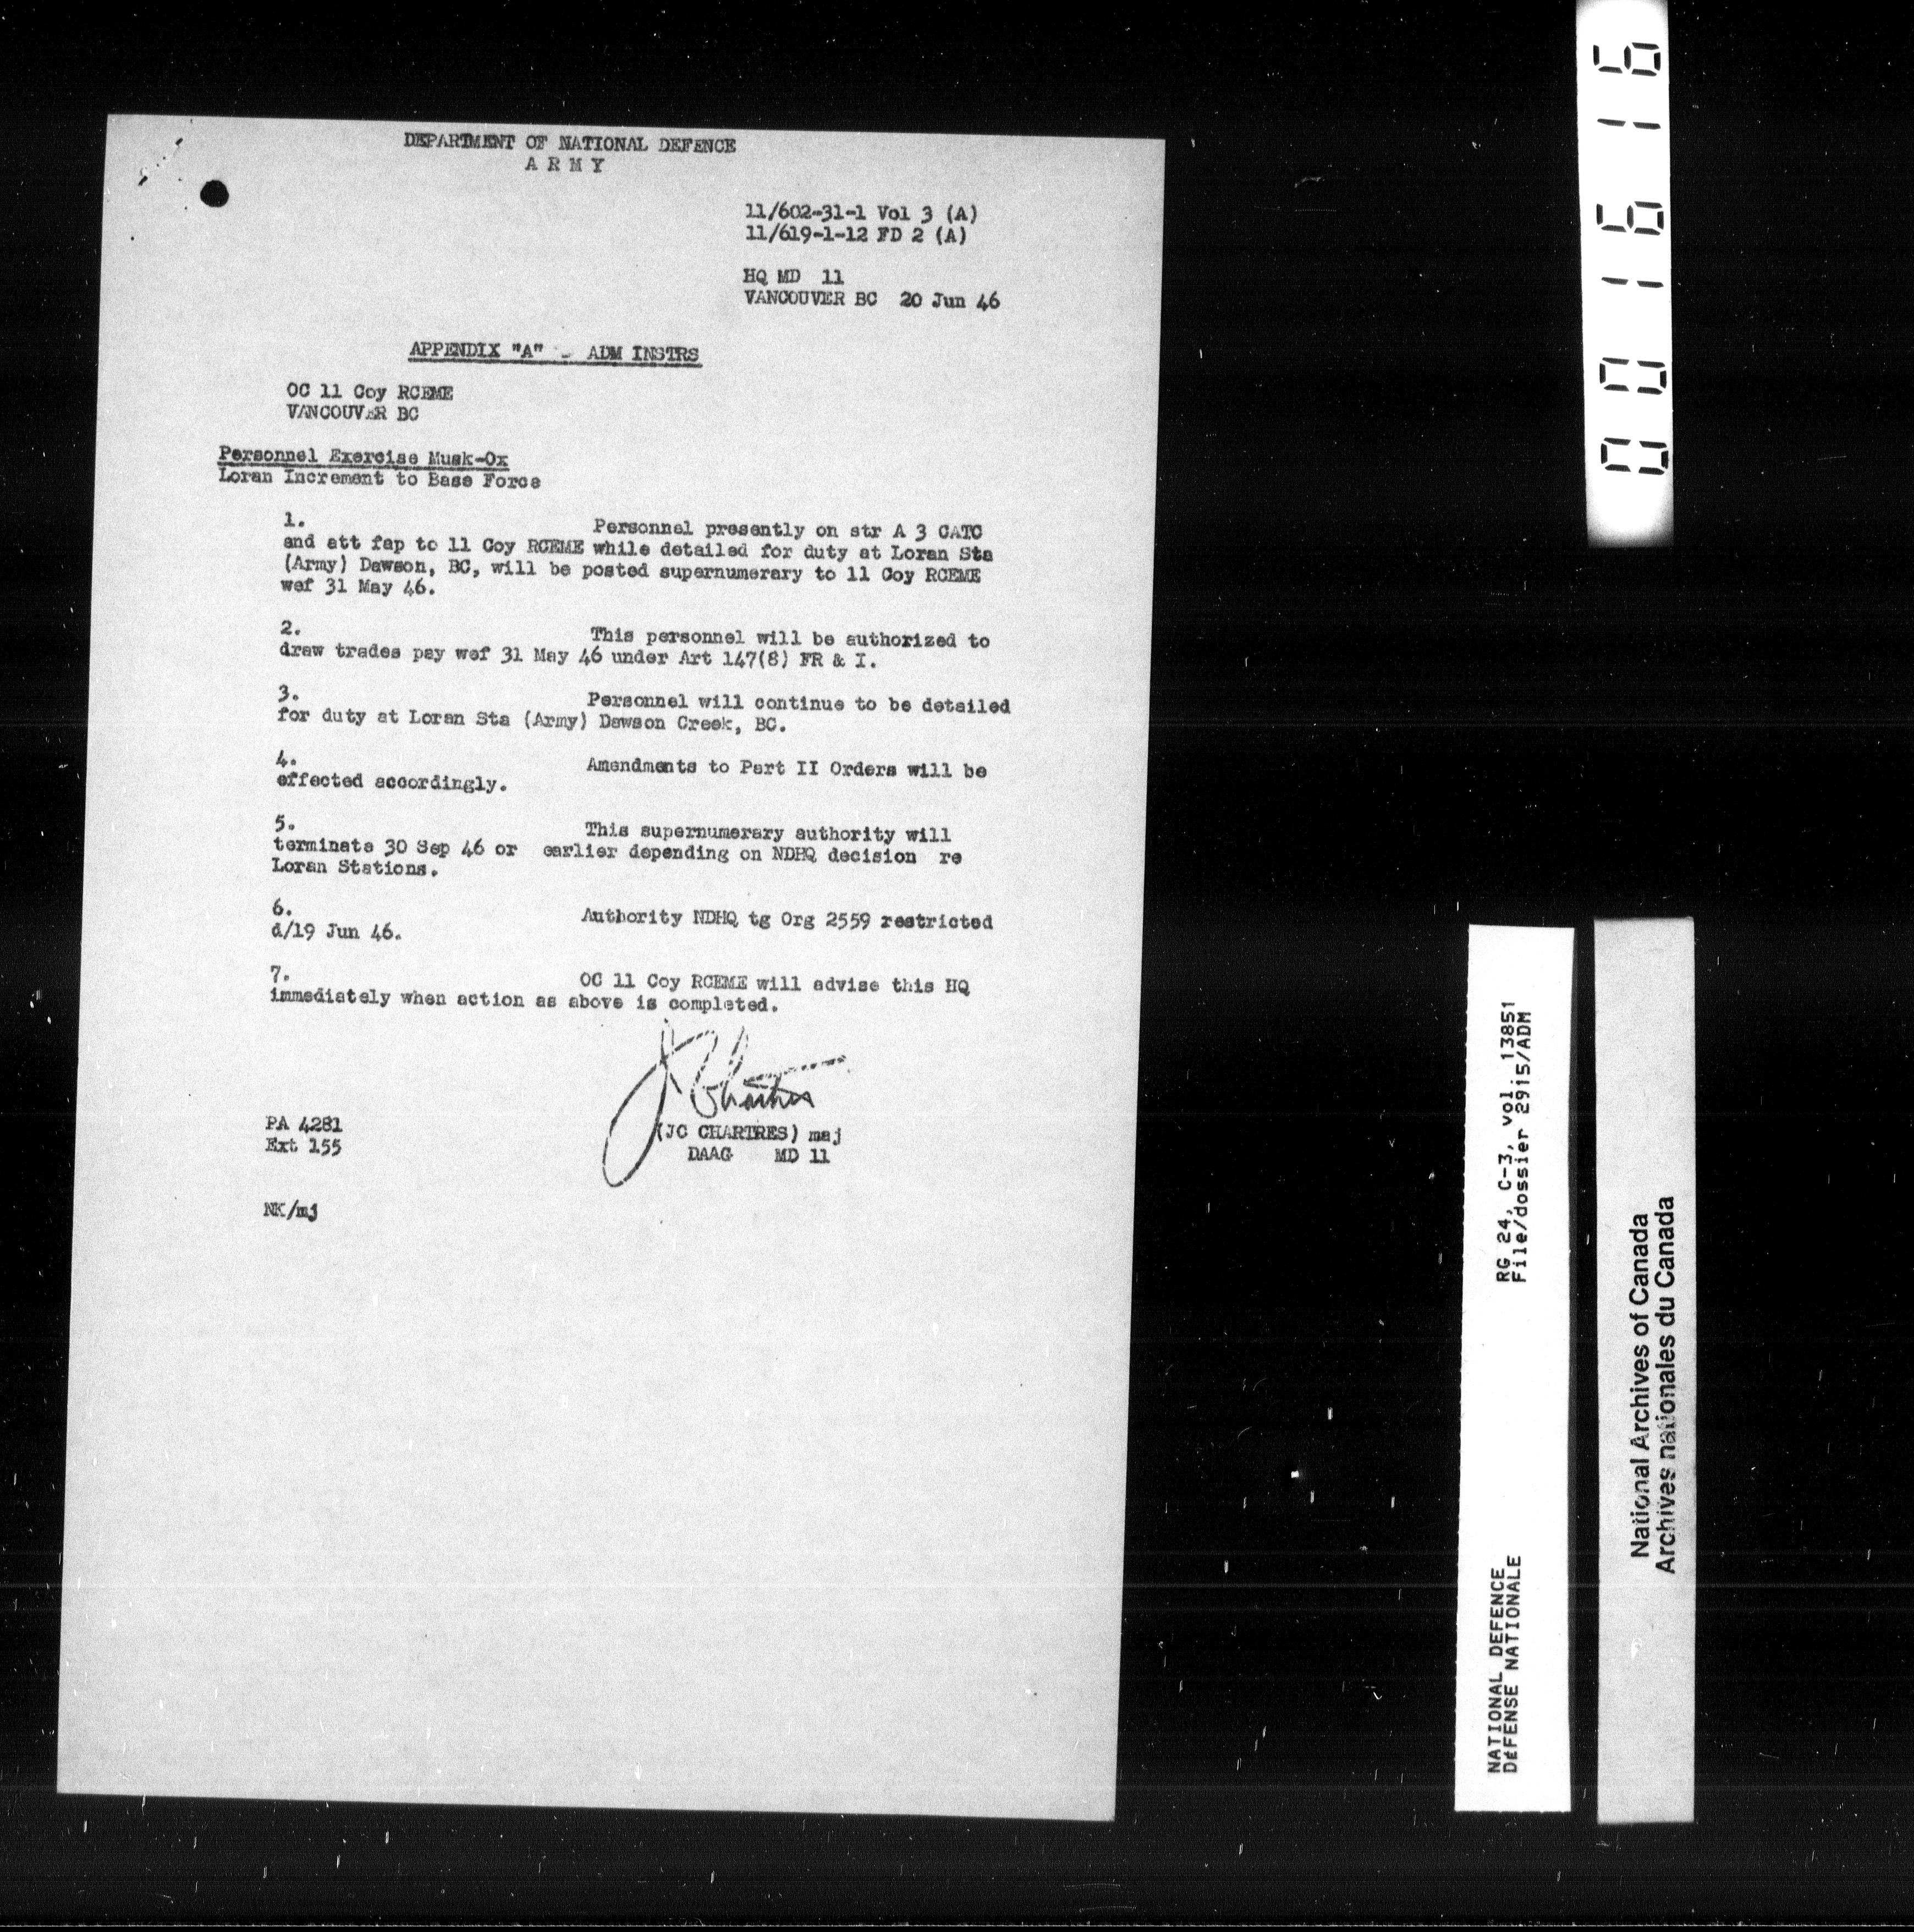 DEPARTMENT OF NATIONAL DEFENCE
A R M Y
11/602-31-1 Vol 3 (A)
11/619-1-12 FD 2 (A)
HQ MD 11
VANCOUVER BC 20 Jun 46
APPENDIX "A" - ADM INSTRS
OC 11 Coy RCEME
VANCOUVER BC
Personnel Exercise Musk-Ox
Loran Increment to Base Force
1. Personnel presently on str A 3 CATC
and att fap to 11 Coy RCEME while detailed for duty at Loran Sta
(Army) Dawson, BC, will be posted supernumerary to 11 Coy RCEME
wef 31 May 46.
2. This personnel will be authorized to
draw trades pay wef 31 May 46 under Art 147(8) FR & I.
3. Personnel will continue to be detailed
for duty at Loran Sta (Army) Dawson Creek, BC.
4. Amendments to Part II Orders will be
effected accordingly.
5. This supernumerary authority will
terminate 30 Sep 46 or earlier depending on NDHQ decision re
Loran Stations.
6. Authority NDHQ tg Org 2559 restricted
d/19 Jun 46.
7. OC 11 Coy RCEME will advise this HQ
immediately when action as above is completed.
JC Chartres
(JC CHARTRES) maj
DAAG MD 11
PA 4281
Ext 155
NK/mj
001616
RG 24, C-3, vol. 13851
File/dossier 2915/ADM
NATIONAL DEFENCE
DÉFENSE NATIONALE
National Archives of Canada
Archives nationales du Canada